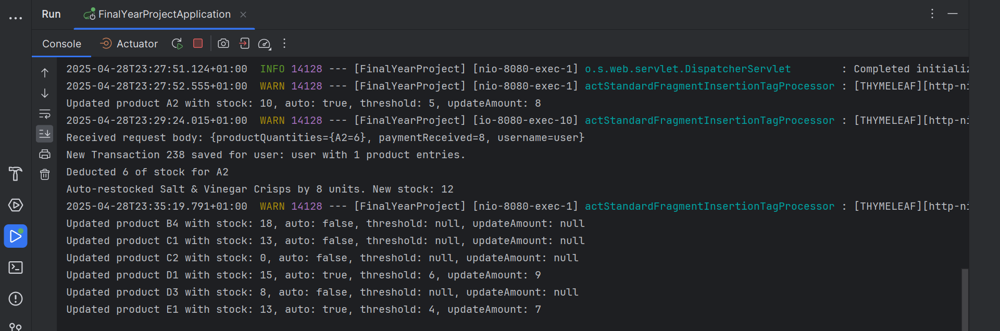 Run FinalYearProjectApplication
Console Actuator
2025-04-28T23:27:51.124+01:00  INFO 14128 --- [FinalYearProject] [nio-8080-exec-1] o.s.web.servlet.DispatcherServlet        : Completed
2025-04-28T23:27:52.555+01:00  WARN 14128 --- [FinalYearProject] [nio-8080-exec-1] actStandardFragmentInsertionTagProcessor : [THYMELEAF][http-ni
Updated product A2 with stock: 10, auto: true, threshold: 5, updateAmount: 8
2025-04-28T23:29:24.015+01:00  WARN 14128 --- [FinalYearProject] [io-8080-exec-10] actStandardFragmentInsertionTagProcessor : [THYMELEAF][http-ni
Received request body: {productQuantities={A2=6}, paymentReceived=8, username=user}
New Transaction 238 saved for user: user with 1 product entries.
Deducted 6 of stock for A2
Auto-restocked Salt & Vinegar Crisps by 8 units. New stock: 12
2025-04-28T23:35:19.791+01:00  WARN 14128 --- [FinalYearProject] [nio-8080-exec-1] actStandardFragmentInsertionTagProcessor : [THYMELEAF][http-ni
Updated product B4 with stock: 18, auto: false, threshold: null, updateAmount: null
Updated product C1 with stock: 13, auto: false, threshold: null, updateAmount: null
Updated product C2 with stock: 0, auto: false, threshold: null, updateAmount: null
Updated product D1 with stock: 15, auto: true, threshold: 6, updateAmount: 9
Updated product D3 with stock: 8, auto: false, threshold: null, updateAmount: null
Updated product E1 with stock: 13, auto: true, threshold: 4, updateAmount: 7